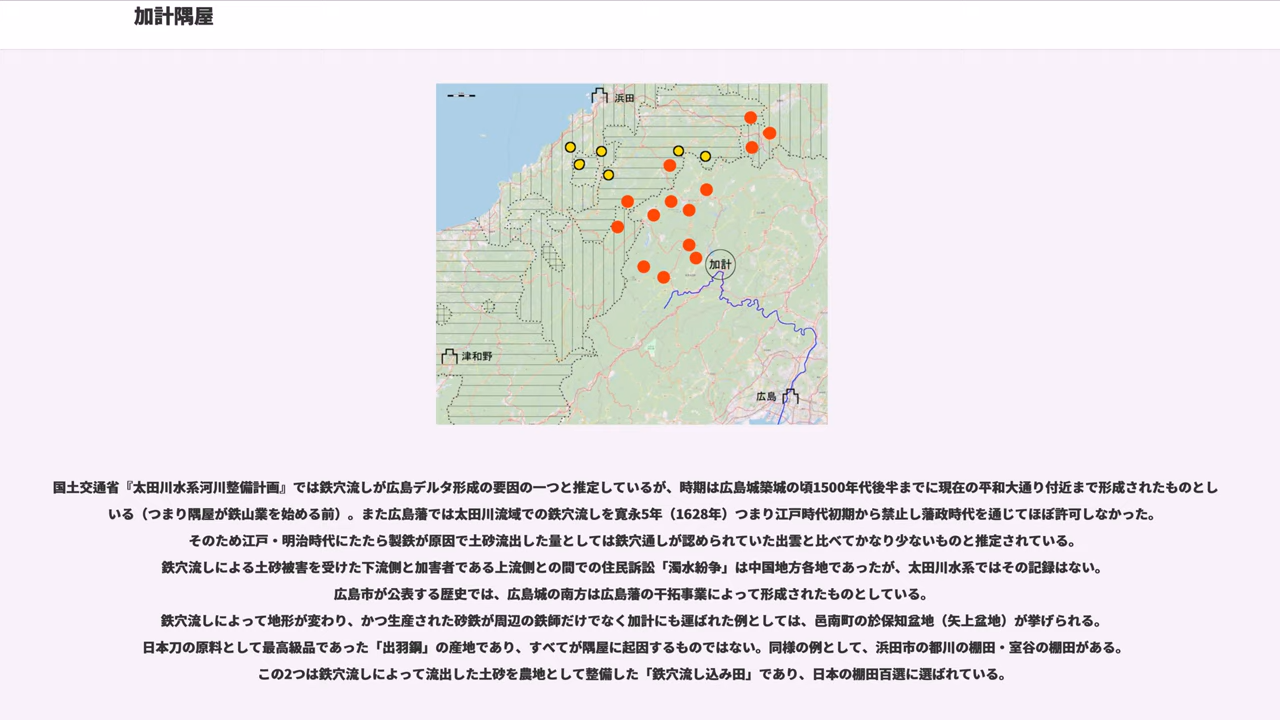 加計隅屋
浜田
加計
津和野
広島
国土交通省『太田川水系河川整備計画』では鉄穴流しが広島デルタ形成の要因の一つと推定しているが、時期は広島城築城の頃1500年代後半までに現在の平和大通り付近まで形成されたものとし
いる（つまり隅屋が鉄山業を始める前）。また広島藩では太田川流域での鉄穴流しを寛永5年（1628年）つまり江戸時代初期から禁止し藩政時代を通じてほぼ許可しなかった。
そのため江戸・明治時代にたたら製鉄が原因で土砂流出した量としては鉄穴通しが認められていた出雲と比べてかなり少ないものと推定されている。
鉄穴流しによる土砂被害を受けた下流側と加害者である上流側との間での住民訴訟「濁水紛争」は中国地方各地であったが、太田川水系ではその記録はない。
広島市が公表する歴史では、広島城の南方は広島藩の干拓事業によって形成されたものとしている。
鉄穴流しによって地形が変わり、かつ生産された砂鉄が周辺の鉄師だけでなく加計にも運ばれた例としては、邑南町の於保知盆地（矢上盆地）が挙げられる。
日本刀の原料として最高級品であった「出羽鋼」の産地であり、すべてが隅屋に起因するものではない。同様の例として、浜田市の都川の棚田・室谷の棚田がある。
この2つは鉄穴流しによって流出した土砂を農地として整備した「鉄穴流し込み田」であり、日本の棚田百選に選ばれている。